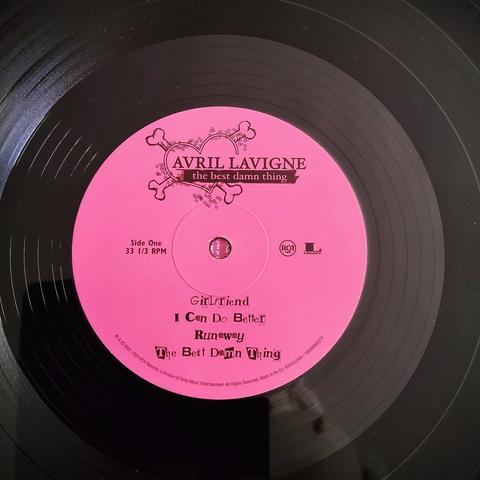 AVRIL LAVIGNE
the best damn thing
Side One
33 1/3 RPM
RCA
Girlfriend
I Can Do Better
Runaway
The Best Damn Thing